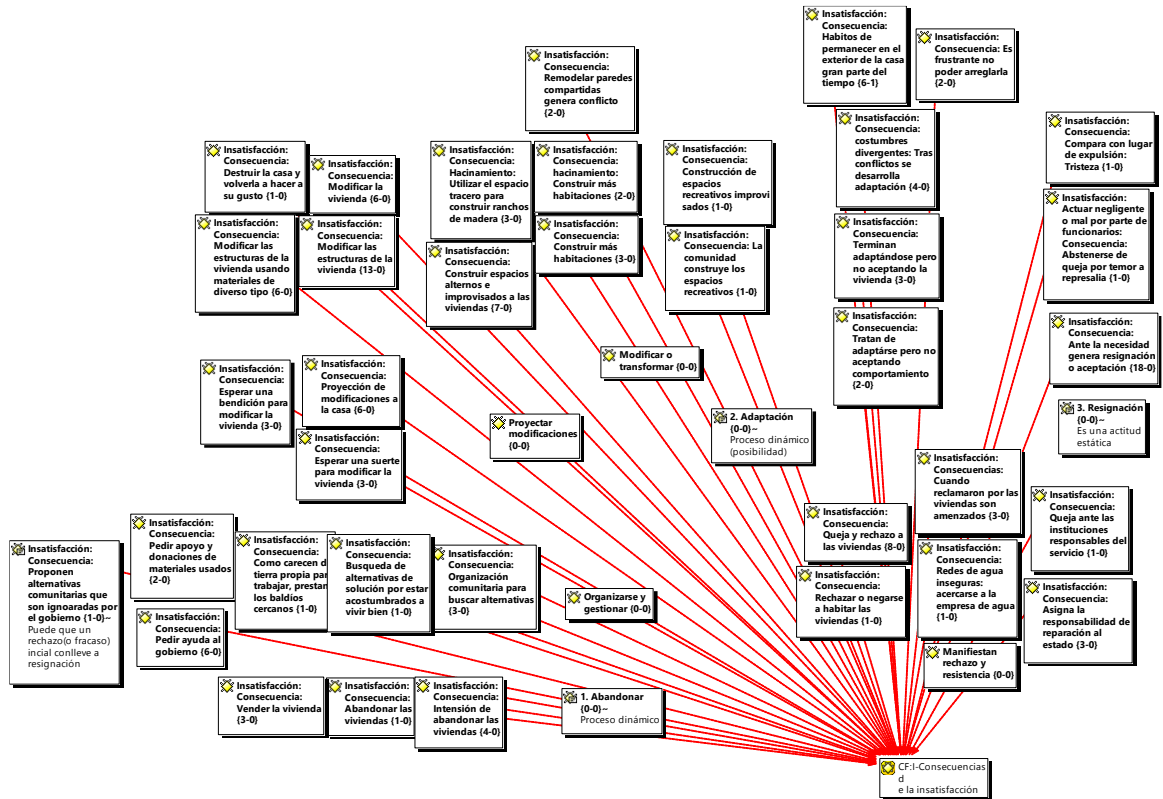 Insatisfacción:
Consecuencia:
Habitos de
permanecer en el
exterior de la casa
gran parte del
tiempo {6-1}
Insatisfacción:
Consecuencia: Es
frustrante no
poder arreglarla
{2-0}
Insatisfacción:
Consecuencia:
Remodelar paredes
compartidas
genera conflicto
{2-0}
Insatisfacción:
Consecuencia:
costumbres
divergentes: Tras
conflictos se
desarrolla
adaptación {4-0}
Insatisfacción:
Consecuencia:
Compara con lugar
de expulsión:
Tristeza {1-0}
Insatisfacción:
Consecuencia:
Destruir la casa y
volverla a hacer a
su gusto {1-0}
Insatisfacción:
Consecuencia:
Modificar la
vivienda {6-0}
Insatisfacción:
Consecuencia:
Hacinamiento:
Utilizar el espacio
tracero para
construir ranchos
de madera {3-0}
Insatisfacción:
Consecuencia:
hacinamiento:
Construir más
habitaciones {2-0}
Insatisfacción:
Consecuencia:
Construcción de
espacios
recreativos improvi
sados {1-0}
Insatisfacción:
Actuar negligente
o mal por parte de
funcionarios:
Consecuencia:
Abstenerse de
queja por temor a
represalia {1-0}
Insatisfacción:
Consecuencia:
Modificar las
estructuras de la
vivienda usando
materiales de
diverso tipo {6-0}
Insatisfacción:
Consecuencia:
Modificar las
estructuras de la
vivienda {13-0}
Insatisfacción:
Consecuencia:
Construir espacios
alternos e
improvisados a las
viviendas {7-0}
Insatisfacción:
Consecuencia:
Construir más
habitaciones {3-0}
Insatisfacción:
Consecuencia: La
comunidad
construye los
espacios
recreativos {1-0}
Insatisfacción:
Consecuencia:
Terminan
adaptándose pero
no aceptando la
vivienda {3-0}
Insatisfacción:
Consecuencia:
Tratan de
adaptárse pero no
aceptando
comportamiento
{2-0}
Insatisfacción:
Consecuencia:
Ante la necesidad
genera resignación
o aceptación {18-0}
Modificar o
transformar {0-0}
Insatisfacción:
Consecuencia:
Esperar una
bendición para
modificar la
vivienda {3-0}
Insatisfacción:
Consecuencia:
Proyección de
modificaciones a
la casa {6-0}
Insatisfacción:
Consecuencia:
Esperar una suerte
para modificar la
vivienda {3-0}
Proyectar
modificaciones
{0-0}
2. Adaptación
{0-0}~
Proceso dinámico
(posibilidad)
3. Resignación
{0-0}~
Es una actitud
estática
Insatisfacción:
Consecuencias:
Cuando
reclamaron por las
viviendas son
amenzados {3-0}
Insatisfacción:
Consecuencia:
Queja ante las
instituciones
responsables del
servicio {1-0}
Insatisfacción:
Consecuencia:
Queja y rechazo a
las viviendas {8-0}
Insatisfacción:
Consecuencia:
Proponen
alternativas
comunitarias que
son ignoaradas por
el gobierno {1-0}~
Puede que un
rechazo(o fracaso)
incial conlleve a
resignación
Insatisfacción:
Consecuencia:
Pedir apoyo y
donaciones de
materiales usados
{2-0}
Insatisfacción:
Consecuencia:
Como carecen d
tierra propia par
trabajar, prestan
los baldios
cercanos {1-0}
Insatisfacción:
Consecuencia:
Busqueda de
alternativas de
solución por estar
acostumbrados a
vivir bien {1-0}
Insatisfacción:
Consecuencia:
Organización
comunitaria para
buscar alternativas
{3-0}
Organizarse y
gestionar {0-0}
Insatisfacción:
Consecuencia:
Rechazar o negarse
a habitar las
viviendas {1-0}
Insatisfacción:
Consecuencia:
Redes de agua
inseguras:
acercarse a la
empresa de agua
{1-0}
Insatisfacción:
Consecuencia:
Asigna la
responsabilidad de
reparación al
estado {3-0}
Insatisfacción:
Consecuencia:
Pedir ayuda al
gobierno {6-0}
Manifiestan
rechazo y
resistencia {0-0}
Insatisfacción:
Consecuencia:
Vender la vivienda
{3-0}
Insatisfacción:
Consecuencia:
Abandonar las
viviendas {1-0}
Insatisfacción:
Consecuencia:
Intensión de
abandonar las
viviendas {4-0}
1. Abandonar
{0-0}~
Proceso dinámico
CF:I-Consecuencias
d
e la insatisfacción